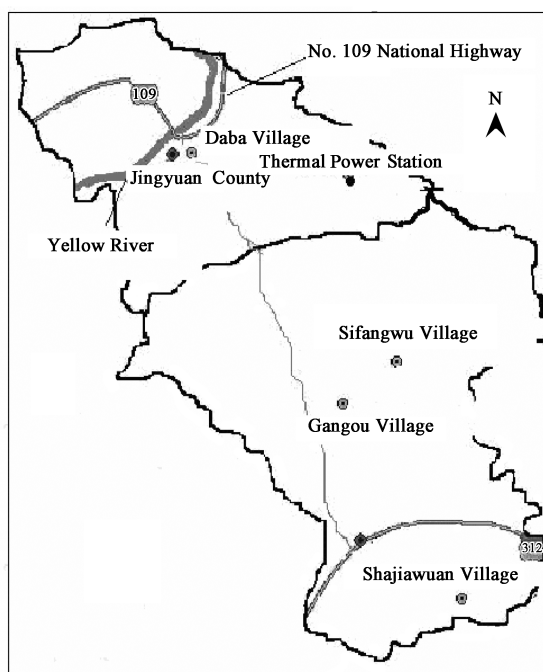 No. 109 National Highway
109
N
Daba Village
Thermal Power Station
Jingyuan County
Yellow River
Sifangwu Village
Gangou Village
312
Shajiawuan Village